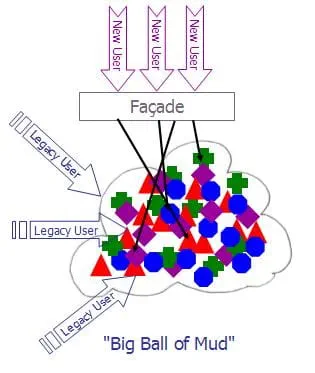 New User
New User
New User
Façade
Legacy User
Legacy User
Legacy User
"Big Ball of Mud"